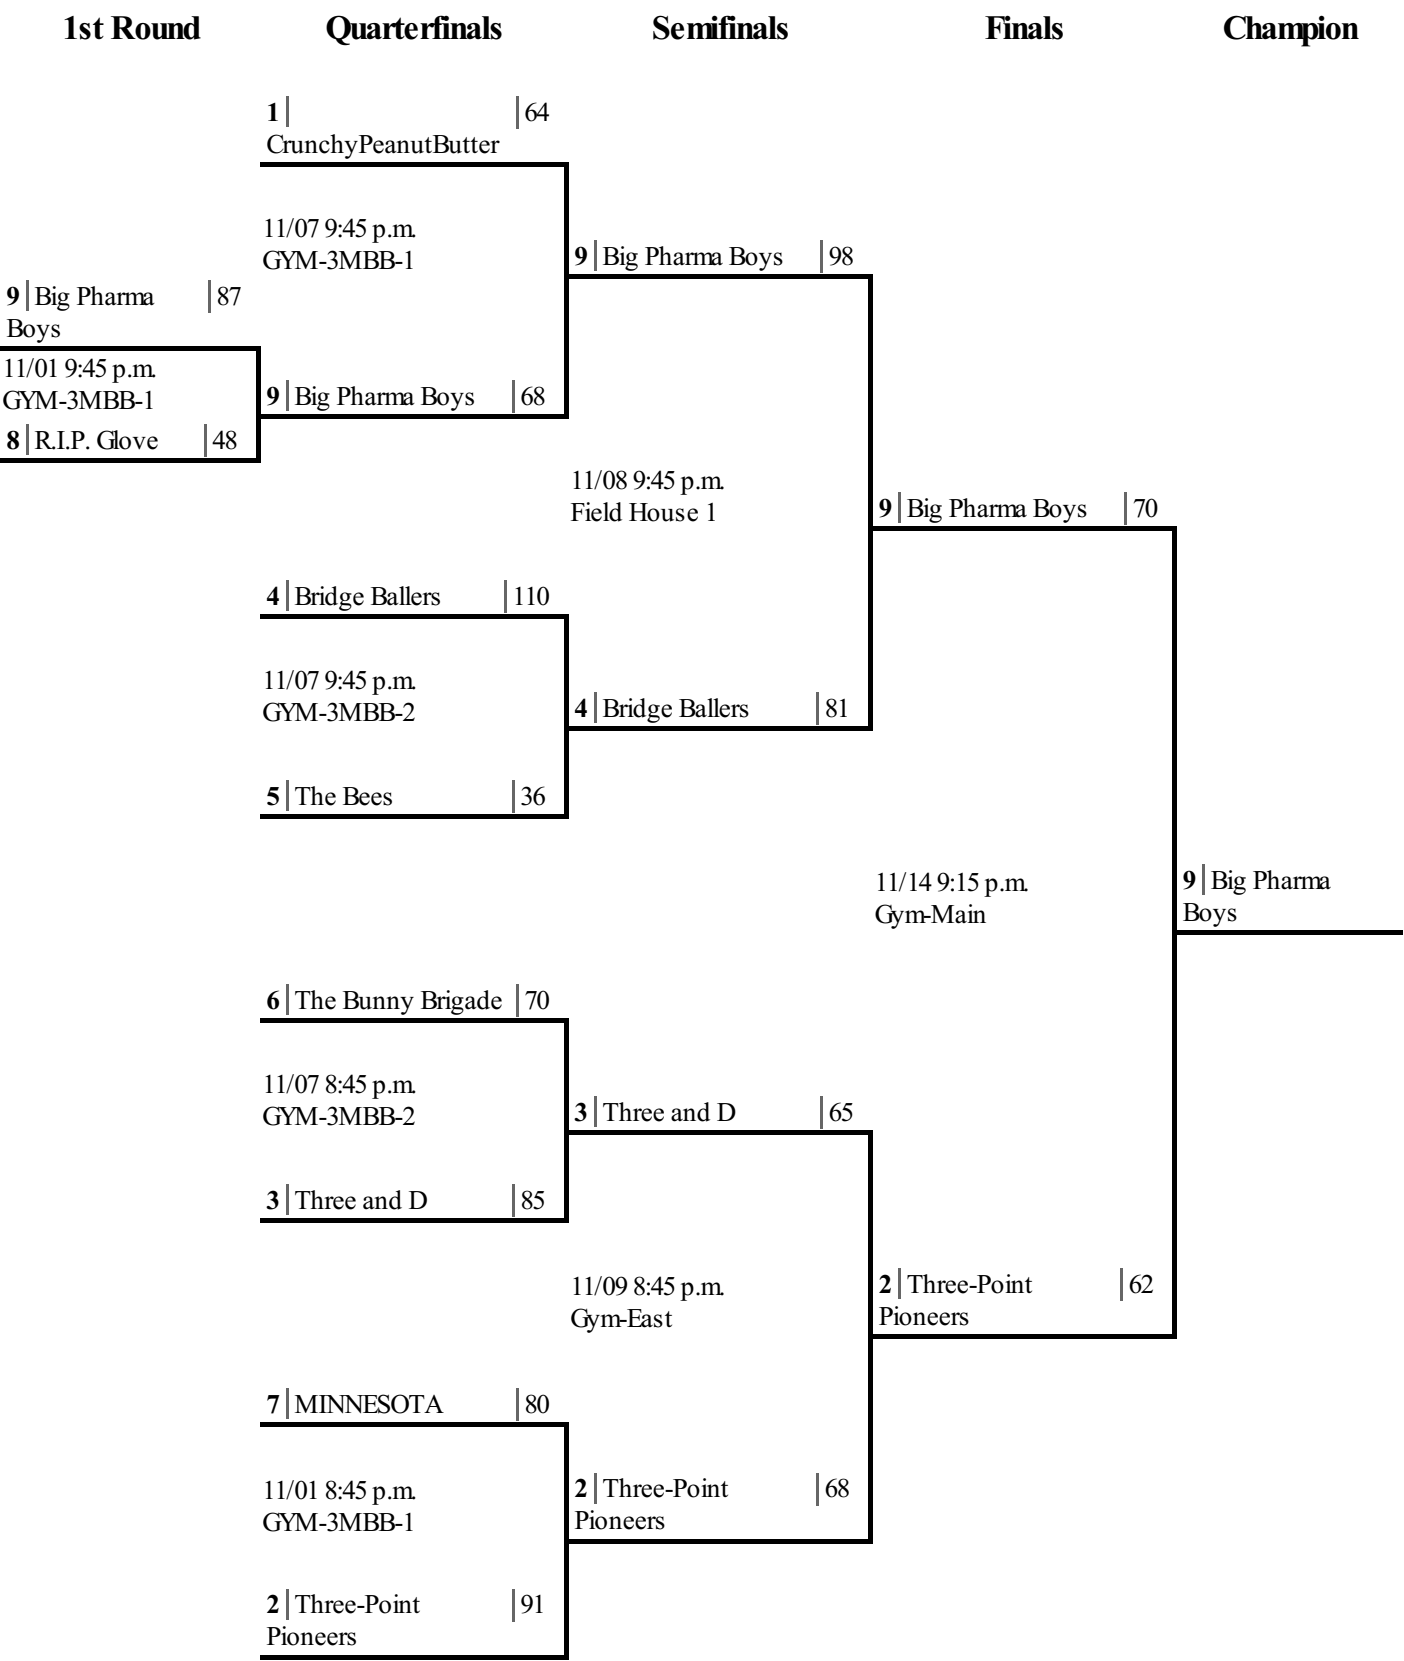 1st Round
Quarterfinals
Semifinals
Finals
Champion
1
64
CrunchyPeanutButter
11/07 9:45 p.m.
GYM-3MBB-1
9 Big Pharma Boys 98
9 Big Pharma 87
Boys
11/01 9:45 p.m.
GYM-3MBB-1
8 R.I.P. Glove 48
9 Big Pharma Boys 68
11/08 9:45 p.m.
Field House 1
9 Big Pharma Boys 70
4 Bridge Ballers 110
11/07 9:45 p.m.
GYM-3MBB-2
4 Bridge Ballers 81
5 The Bees 36
11/14 9:15 p.m.
Gym-Main
9 Big Pharma
Boys
6 The Bunny Brigade 70
11/07 8:45 p.m.
GYM-3MBB-2
3 Three and D 65
3 Three and D 85
11/09 8:45 p.m.
Gym-East
2 Three-Point 62
Pioneers
7 MINNESOTA 80
11/01 8:45 p.m.
GYM-3MBB-1
2 Three-Point 68
Pioneers
2 Three-Point 91
Pioneers